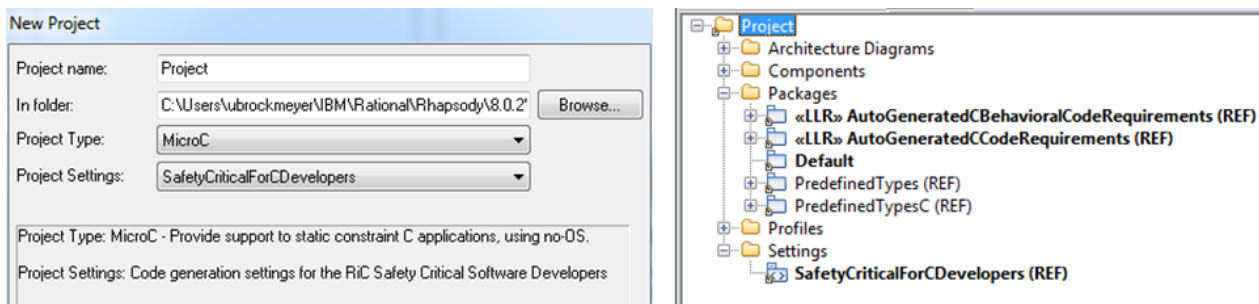 New Project
Project name:
Project
In folder:
C:\Users\ubrockmeyer\IBM\Rational\Rhapsody\8.0.2'
Browse...
Project Type:
MicroC
Project Settings:
SafetyCriticalForCDevelopers
Project Type: MicroC - Provide support to static constraint C applications, using no-OS.
Project Settings: Code generation settings for the RiC Safety Critical Software Developers
Project
Architecture Diagrams
Components
Packages
«LLR» AutoGeneratedCBehavioralCodeRequirements (REF)
«LLR» AutoGeneratedCCodeRequirements (REF)
Default
PredefinedTypes (REF)
PredefinedTypesC (REF)
Profiles
Settings
SafetyCriticalForCDevelopers (REF)